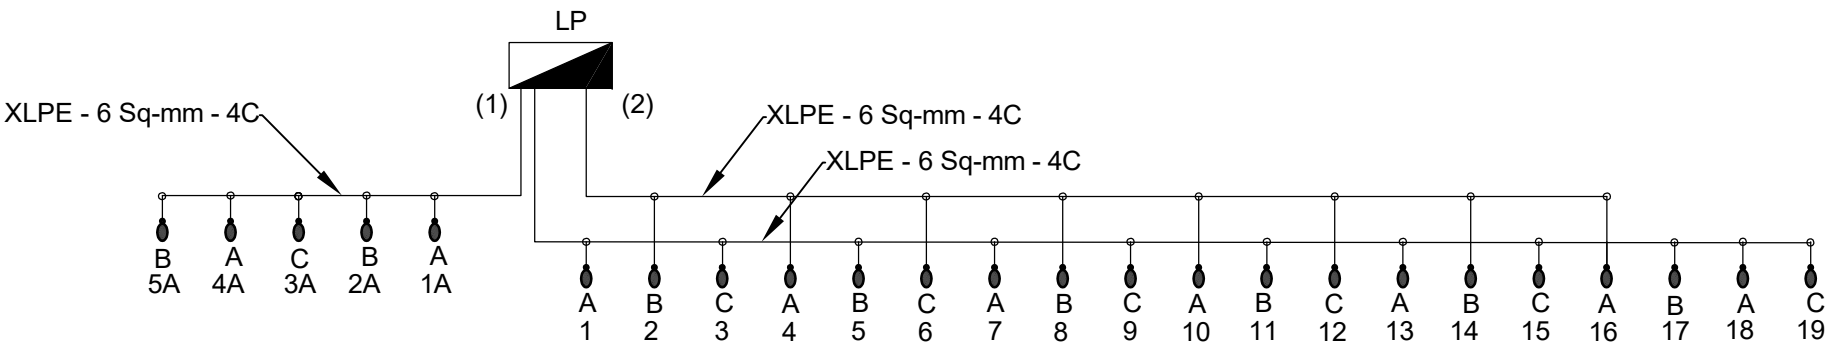 LP
(1) (2)
XLPE - 6 Sq-mm - 4C
XLPE - 6 Sq-mm - 4C
XLPE - 6 Sq-mm - 4C
B A C B A
5A 4A 3A 2A 1A
A B C A B C A B C A B C A B C A B A C
1 2 3 4 5 6 7 8 9 10 11 12 13 14 15 16 17 18 19